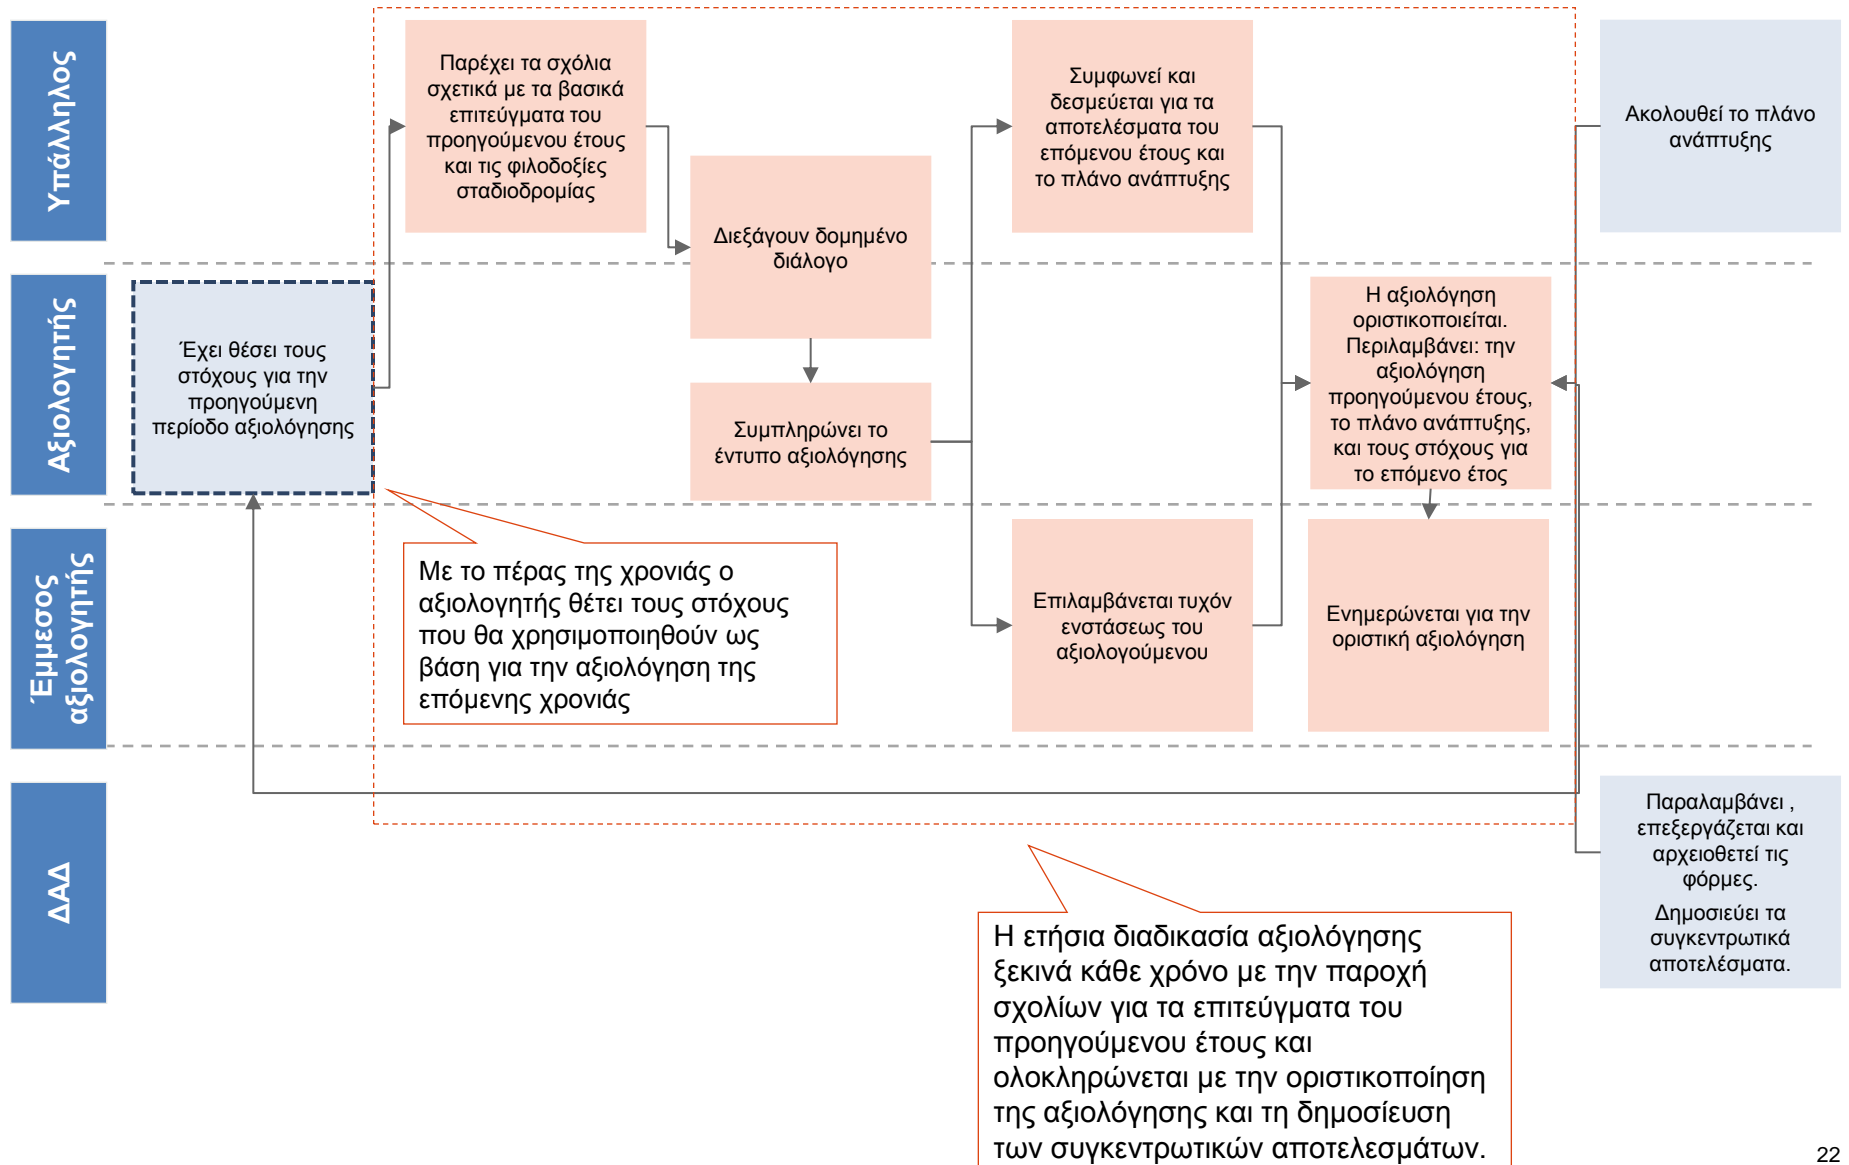 Υπάλληλος
Παρέχει τα σχόλια
σχετικά με τα βασικά
επιτεύγματα του
προηγούμενου έτους
και τις φιλοδοξίες
σταδιοδρομίας
Διεξάγουν δομημένο
διάλογο
Συμφωνεί και
δεσμεύεται για τα
αποτελέσματα του
επόμενου έτους και
το πλάνο ανάπτυξης
Ακολουθεί το πλάνο
ανάπτυξης
Αξιολογητής
Έχει θέσει τους
στόχους για την
προηγούμενη
περίοδο αξιολόγησης
Συμπληρώνει το
έντυπο αξιολόγησης
Η αξιολόγηση
οριστικοποιείται.
Περιλαμβάνει: την
αξιολόγηση
προηγούμενου έτους,
το πλάνο ανάπτυξης,
και τους στόχους για
το επόμενο έτος
Έμμεσος
αξιολογητής
Με το πέρας της χρονιάς ο
αξιολογητής θέτει τους στόχους
που θα χρησιμοποιηθούν ως
βάση για την αξιολόγηση της
επόμενης χρονιάς
Επιλαμβάνεται τυχόν
ενστάσεως του
αξιολογούμενου
Ενημερώνεται για την
οριστική αξιολόγηση
ΔΑΔ
Παραλαμβάνει ,
επεξεργάζεται και
αρχειοθετεί τις
φόρμες.
Δημοσιεύει τα
συγκεντρωτικά
αποτελέσματα.
Η ετήσια διαδικασία αξιολόγησης
ξεκινά κάθε χρόνο με την παροχή
σχολίων για τα επιτεύγματα του
προηγούμενου έτους και
ολοκληρώνεται με την οριστικοποίηση
της αξιολόγησης και τη δημοσίευση
των συγκεντρωτικών αποτελεσμάτων.
22